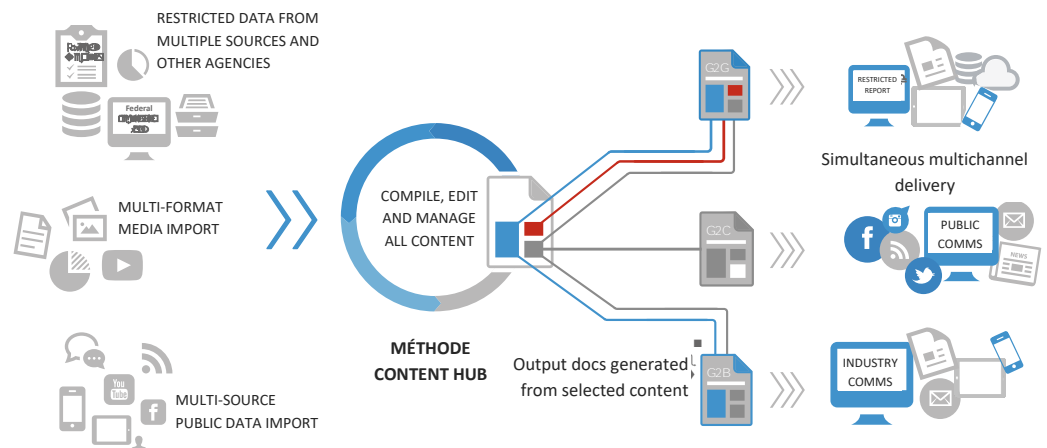 RESTRICTED DATA FROM
MULTIPLE SOURCES AND
OTHER AGENCIES
Federal
MULTI-FORMAT
MEDIA IMPORT
You
Tube
MULTI-SOURCE
PUBLIC DATA IMPORT
COMPILE, EDIT
AND MANAGE
ALL CONTENT
MÉTHODE
CONTENT HUB
Output docs generated
from selected content
G2G
G2C
G2B
RESTRICTED
REPORT
Simultaneous multichannel
delivery
PUBLIC
COMMS
NEWS
INDUSTRY
COMMS